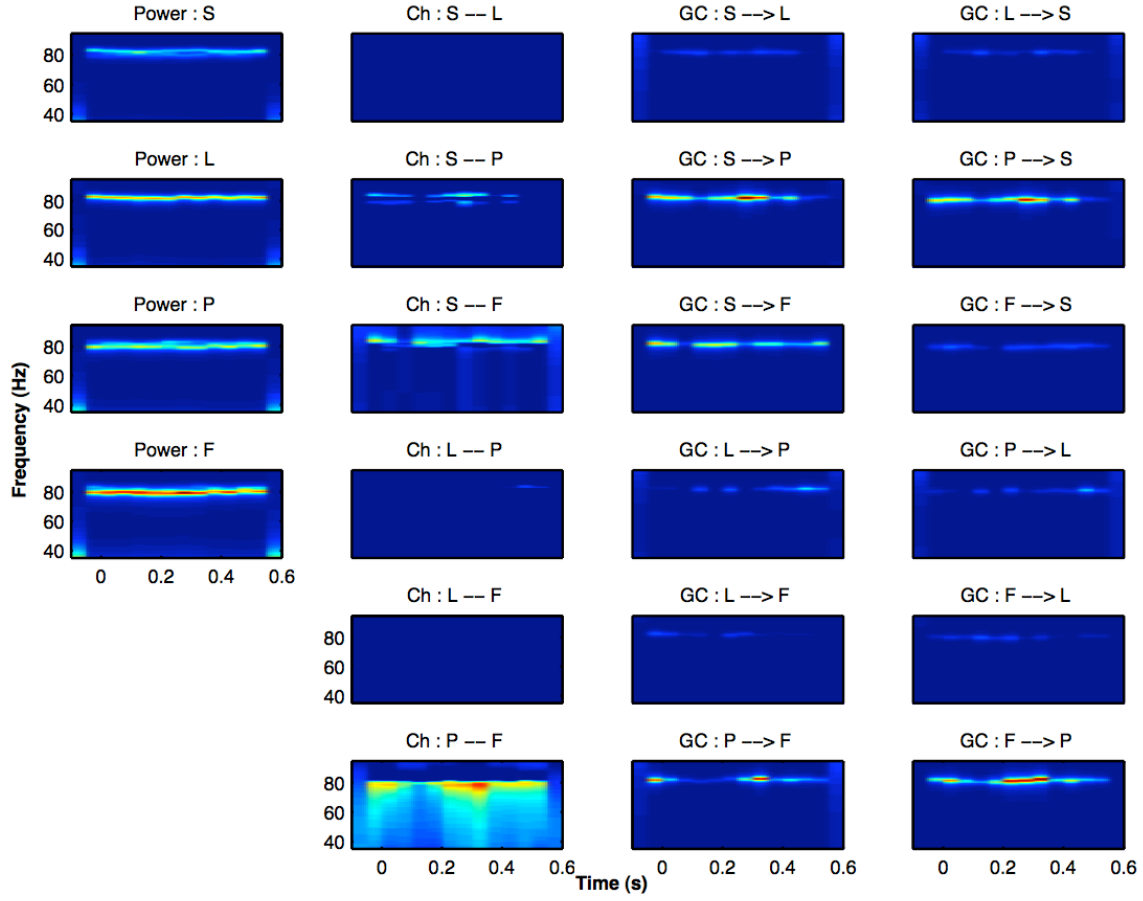 Power : S
Ch : S −− L
GC : S −−> L
GC : L −−> S
80
60
40
Power : L
Ch : S −− P
GC : S −−> P
GC : P −−> S
80
60
40
Power : P
Ch : S −− F
GC : S −−> F
GC : F −−> S
80
60
40
Frequency (Hz)
Power : F
Ch : L −− P
GC : L −−> P
GC : P −−> L
80
60
40
0 0.2 0.4 0.6
Ch : L −− F
GC : L −−> F
GC : F −−> L
80
60
40
Ch : P −− F
GC : P −−> F
GC : F −−> P
80
60
40
0 0.2 0.4 0.6
0 0.2 0.4 0.6
0 0.2 0.4 0.6
Time (s)